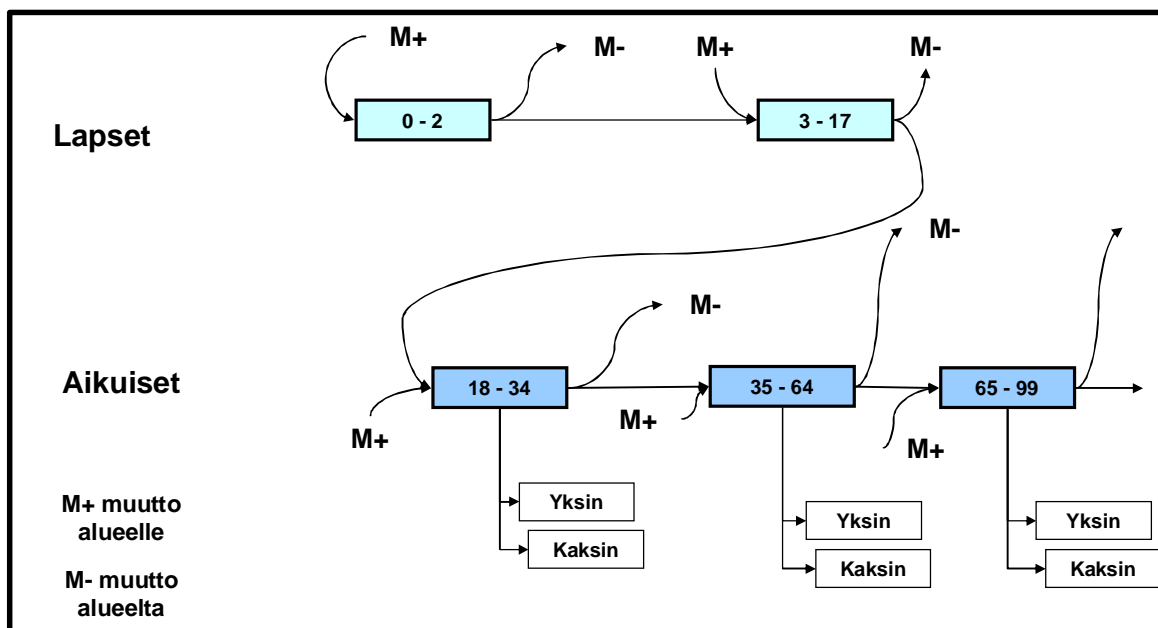 M+
M-
M+
M-
Lapset
0 - 2
3 - 17
M-
M-
Aikuiset
18 - 34
35 - 64
65 - 99
M+
M+
M+
M+ muutto
alueelle
M- muutto
alueelta
Yksin
Kaksin
Yksin
Kaksin
Yksin
Kaksin